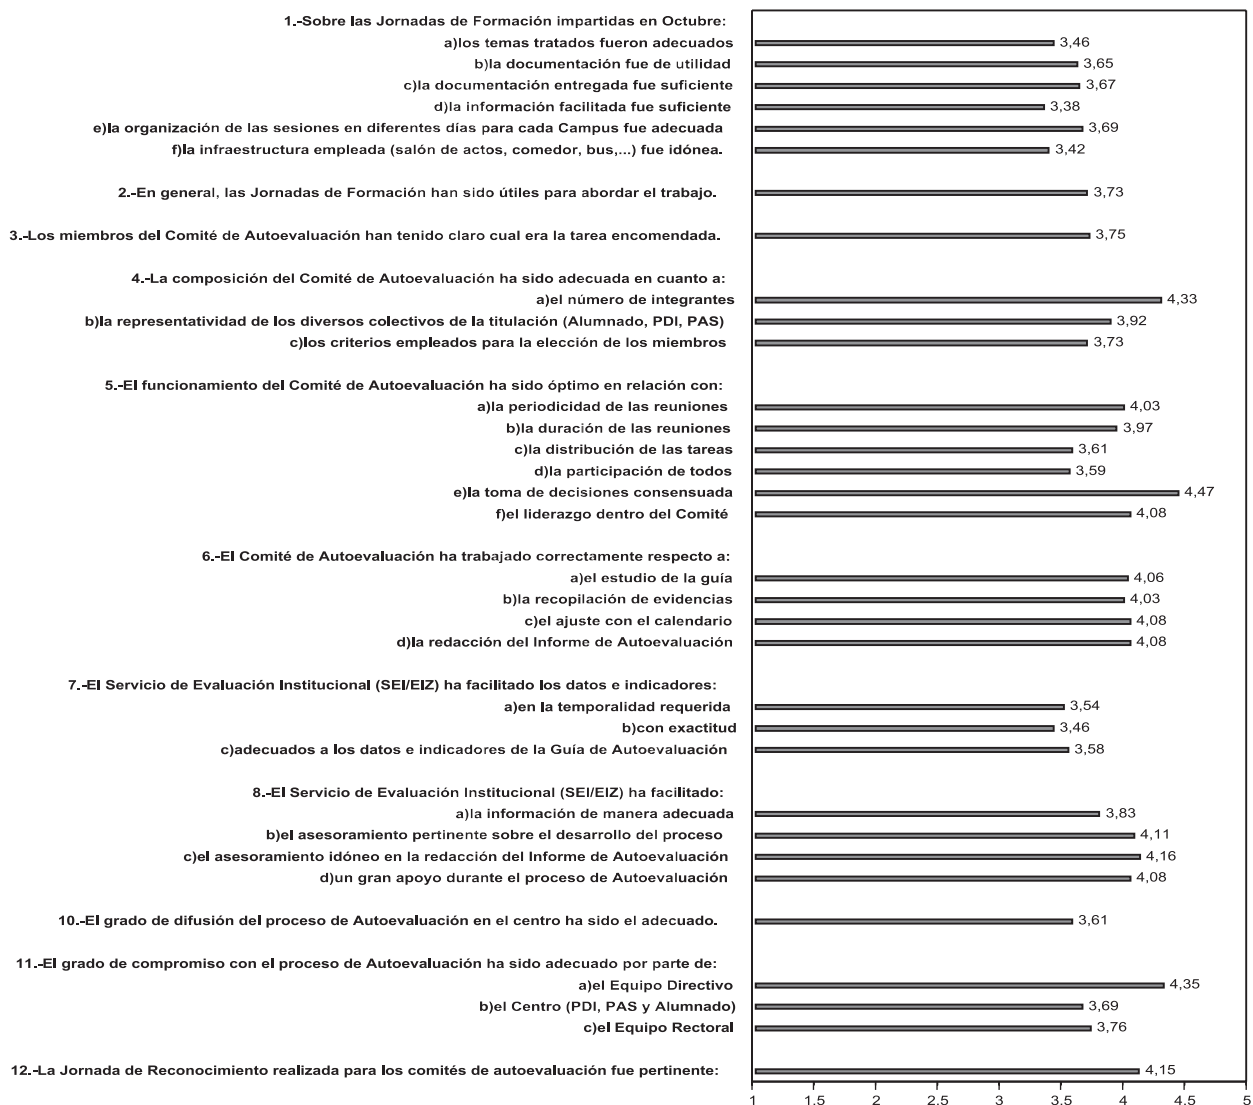 1.-Sobre las Jornadas de Formación impartidas en Octubre:
a)los temas tratados fueron adecuados 3,46
b)la documentación fue de utilidad 3,65
c)la documentación entregada fue suficiente 3,67
d)la información facilitada fue suficiente 3,38
e)la organización de las sesiones en diferentes días para cada Campus fue adecuada 3,69
f)la infraestructura empleada (salón de actos, comedor, bus,...) fue idónea. 3,42
2.-En general, las Jornadas de Formación han sido útiles para abordar el trabajo. 3,73
3.-Los miembros del Comité de Autoevaluación han tenido claro cual era la tarea encomendada. 3,75
4.-La composición del Comité de Autoevaluación ha sido adecuada en cuanto a:
a)el número de integrantes 4,33
b)la representatividad de los diversos colectivos de la titulación (Alumnado, PDI, PAS) 3,92
c)los criterios empleados para la elección de los miembros 3,73
5.-El funcionamiento del Comité de Autoevaluación ha sido óptimo en relación con:
a)la periodicidad de las reuniones 4,03
b)la duración de las reuniones 3,97
c)la distribución de las tareas 3,61
d)la participación de todos 3,59
e)la toma de decisiones consensuada 4,47
f)el liderazgo dentro del Comité 4,08
6.-El Comité de Autoevaluación ha trabajado correctamente respecto a:
a)el estudio de la guía 4,06
b)la recopilación de evidencias 4,03
c)el ajuste con el calendario 4,08
d)la redacción del Informe de Autoevaluación 4,08
7.-El Servicio de Evaluación Institucional (SEI/EIZ) ha facilitado los datos e indicadores:
a)en la temporalidad requerida 3,54
b)con exactitud 3,46
c)adecuados a los datos e indicadores de la Guía de Autoevaluación 3,58
8.-El Servicio de Evaluación Institucional (SEI/EIZ) ha facilitado:
a)la información de manera adecuada 3,83
b)el asesoramiento pertinente sobre el desarrollo del proceso 4,11
c)el asesoramiento idóneo en la redacción del Informe de Autoevaluación 4,16
d)un gran apoyo durante el proceso de Autoevaluación 4,08
10.-El grado de difusión del proceso de Autoevaluación en el centro ha sido el adecuado. 3,61
11.-El grado de compromiso con el proceso de Autoevaluación ha sido adecuado por parte de:
a)el Equipo Directivo 4,35
b)el Centro (PDI, PAS y Alumnado) 3,69
c)el Equipo Rectoral 3,76
12.-La Jornada de Reconocimiento realizada para los comités de autoevaluación fue pertinente: 4,15
1 1.5 2 2.5 3 3.5 4 4.5 5